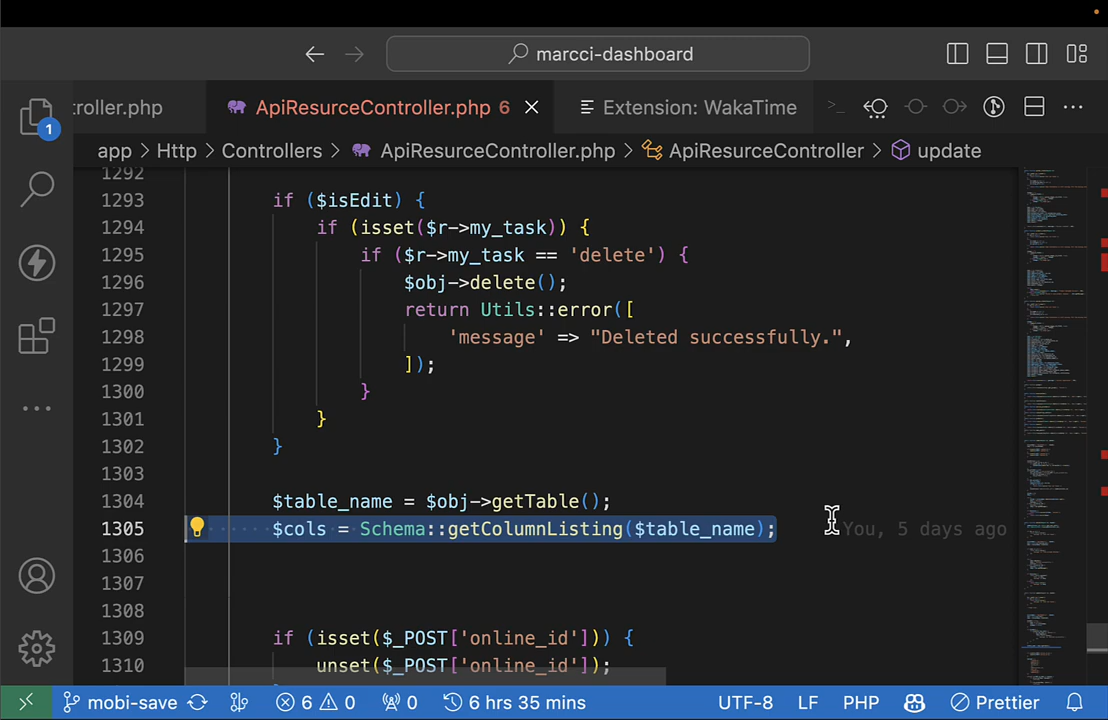 marcci-dashboard
troller.php
ApiResurceController.php 6
Extension: WakaTime
app > Http > Controllers > ApiResurceController.php > ApiResurceController > update
1
1292
1293 if ($isEdit) {
1294 if (isset($r->my_task)) {
1295 if ($r->my_task == 'delete') {
1296 $obj->delete();
1297 return Utils::error([
1298 'message' => "Deleted successfully.",
1299 ]);
1300 }
1301 }
1302 }
1303
1304 $table_name = $obj->getTable();
1305 $cols = Schema::getColumnListing($table_name); You, 5 days ago
1306
1307
1308
1309 if (isset($_POST['online_id'])) {
1310 unset($_POST['online_id']);
mobi-save 6 0 0 6 hrs 35 mins UTF-8 LF PHP Prettier